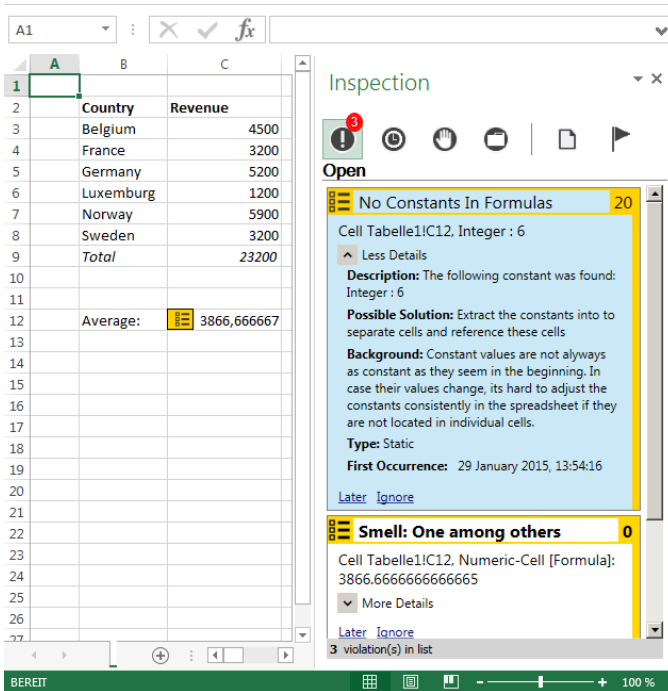 A1
fx
A B C
1
2 Country Revenue
3 Belgium 4500
4 France 3200
5 Germany 5200
6 Luxemburg 1200
7 Norway 5900
8 Sweden 3200
9 Total 23200
10
11
12 Average: 3866,666667
13
14
15
16
17
18
19
20
21
22
23
24
25
26
27
BEREIT
Inspection
3
Open
No Constants In Formulas 20
Cell Tabelle1!C12, Integer : 6
Less Details
Description: The following constant was found:
Integer : 6
Possible Solution: Extract the constants into to
separate cells and reference these cells
Background: Constant values are not alyways
as constant as they seem in the beginning. In
case their values change, its hard to adjust the
constants consistently in the spreadsheet if they
are not located in individual cells.
Type: Static
First Occurrence: 29 January 2015, 13:54:16
Later Ignore
Smell: One among others 0
Cell Tabelle1!C12, Numeric-Cell [Formula]:
3866.6666666666665
More Details
Later Ignore
3 violation(s) in list
100 %